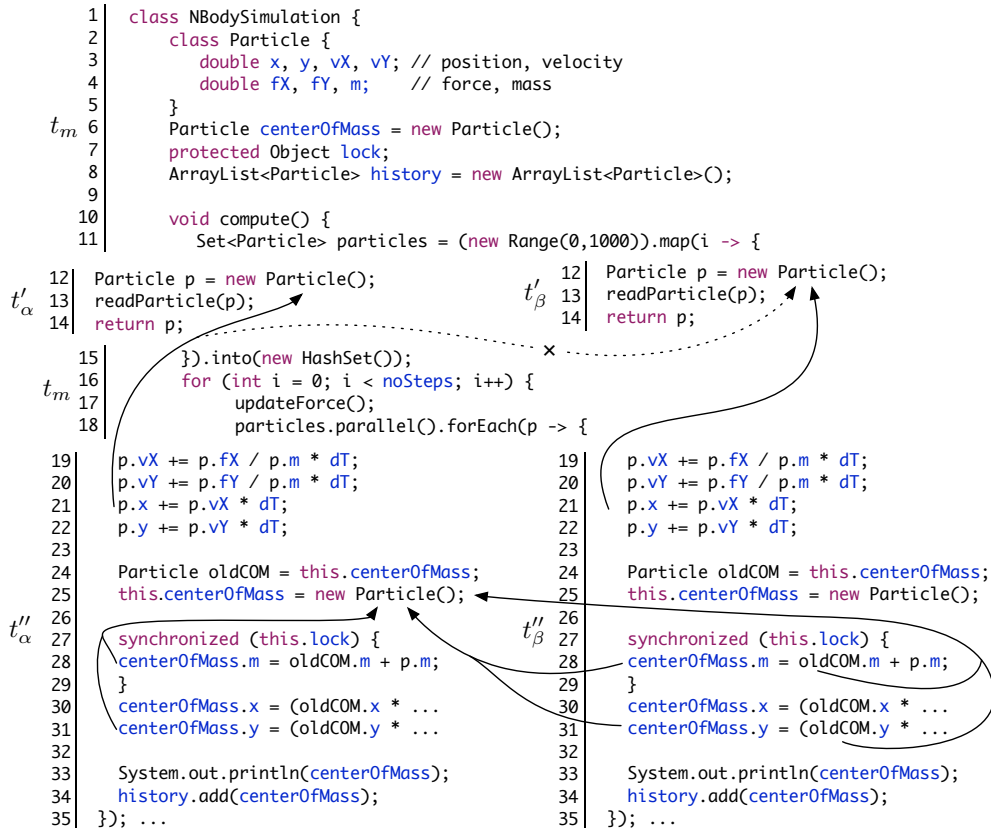 1 class NBodySimulation {
2 class Particle {
3 double x, y, vX, vY; // position, velocity
4 double fX, fY, m; // force, mass
5 }
t_m 6 Particle centerOfMass = new Particle();
7 protected Object lock;
8 ArrayList<Particle> history = new ArrayList<Particle>();
9
10 void compute() {
11 Set<Particle> particles = (new Range(0,1000)).map(i -> {
t′_α
12 Particle p = new Particle();
13 readParticle(p);
14 return p;
t′_β
12 Particle p = new Particle();
13 readParticle(p);
14 return p;
×
t_m
15 }).into(new HashSet());
16 for (int i = 0; i < noSteps; i++) {
17 updateForce();
18 particles.parallel().forEach(p -> {
t″_α
19 p.vX += p.fX / p.m * dT;
20 p.vY += p.fY / p.m * dT;
21 p.x += p.vX * dT;
22 p.y += p.vY * dT;
23
24 Particle oldCOM = this.centerOfMass;
25 this.centerOfMass = new Particle();
26
27 synchronized (this.lock) {
28 centerOfMass.m = oldCOM.m + p.m;
29 }
30 centerOfMass.x = (oldCOM.x * ...
31 centerOfMass.y = (oldCOM.y * ...
32
33 System.out.println(centerOfMass);
34 history.add(centerOfMass);
35 }); ...
t″_β
19 p.vX += p.fX / p.m * dT;
20 p.vY += p.fY / p.m * dT;
21 p.x += p.vX * dT;
22 p.y += p.vY * dT;
23
24 Particle oldCOM = this.centerOfMass;
25 this.centerOfMass = new Particle();
26
27 synchronized (this.lock) {
28 centerOfMass.m = oldCOM.m + p.m;
29 }
30 centerOfMass.x = (oldCOM.x * ...
31 centerOfMass.y = (oldCOM.y * ...
32
33 System.out.println(centerOfMass);
34 history.add(centerOfMass);
35 }); ...